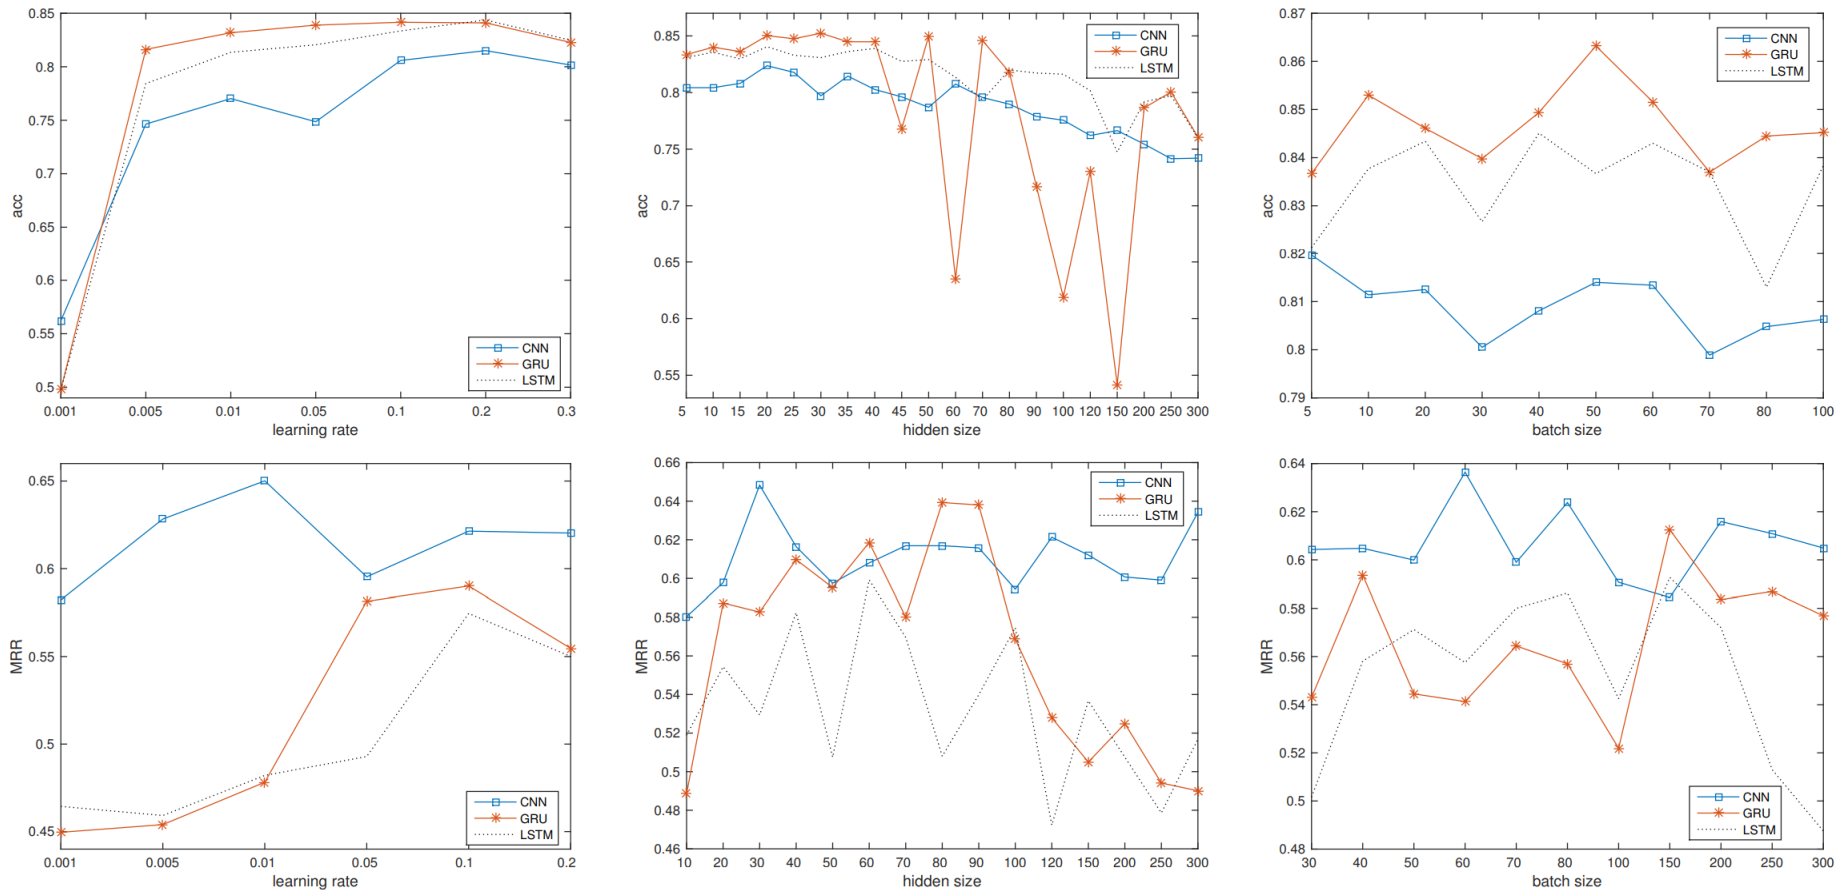 0.85
0.8
0.75
0.7
0.65
0.6
0.55
0.5
acc
0.001 0.005 0.01 0.05 0.1 0.2 0.3
learning rate
CNN
GRU
LSTM
0.85
0.8
0.75
0.7
0.65
0.6
0.55
acc
5 10 15 20 25 30 35 40 45 50 60 70 80 90 100 120 150 200 250 300
hidden size
CNN
GRU
LSTM
0.87
0.86
0.85
0.84
0.83
0.82
0.81
0.8
0.79
acc
5 10 20 30 40 50 60 70 80 100
batch size
CNN
GRU
LSTM
0.65
0.6
0.55
0.5
0.45
MRR
0.001 0.005 0.01 0.05 0.1 0.2
learning rate
CNN
GRU
LSTM
0.66
0.64
0.62
0.6
0.58
0.56
0.54
0.52
0.5
0.48
0.46
MRR
10 20 30 40 50 60 70 80 90 100 120 150 200 250 300
hidden size
CNN
GRU
LSTM
0.64
0.62
0.6
0.58
0.56
0.54
0.52
0.5
0.48
MRR
30 40 50 60 70 80 100 150 200 250 300
batch size
CNN
GRU
LSTM